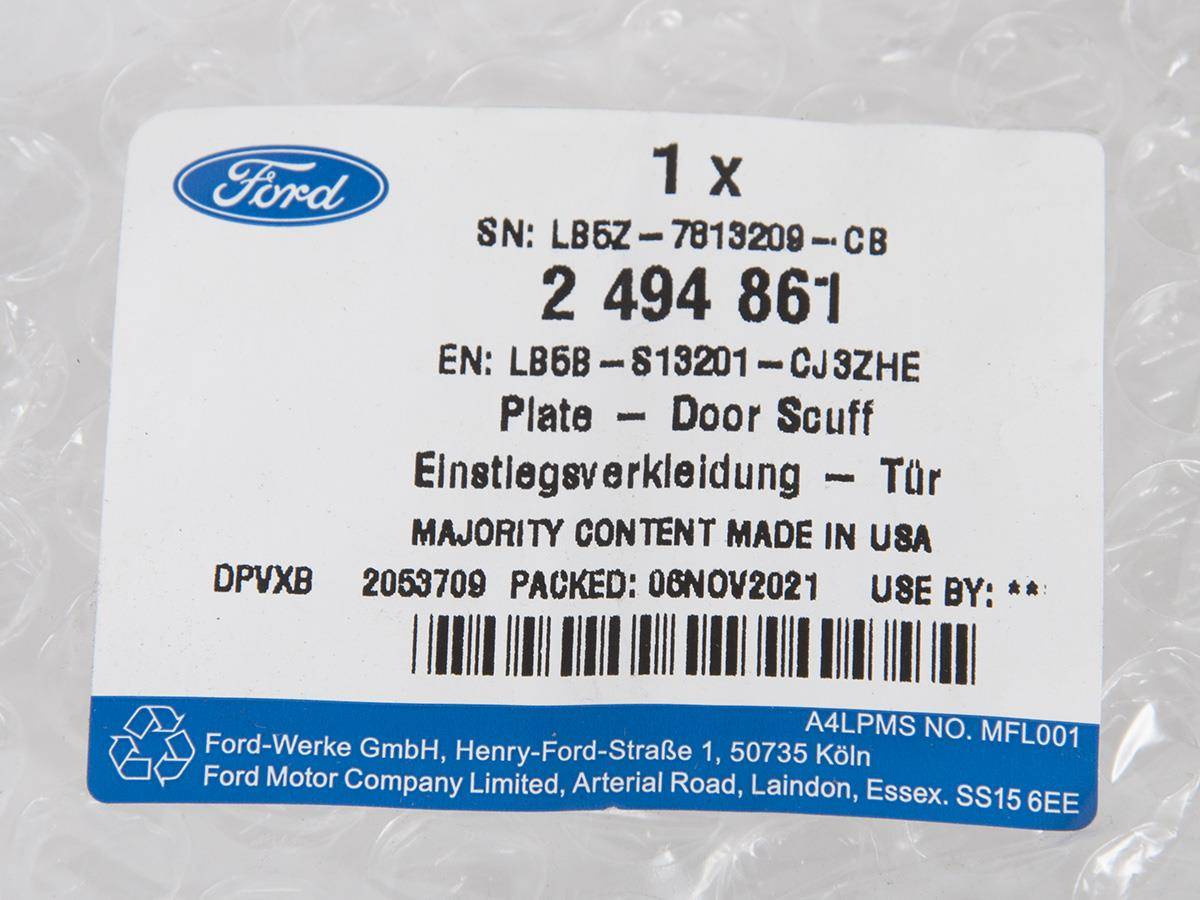 Ford
1 x
SN: LB5Z-7813209-CB
2 494 861
EN: LB5B-S13201-CJ3ZHE
Plate - Door Scuff
Einstiegsverkleidung - Tür
MAJORITY CONTENT MADE IN USA
DPVXB 2053709 PACKED: 06NOV2021 USE BY: **
A4LPMS NO. MFL001
Ford-Werke GmbH, Henry-Ford-Straße 1, 50735 Köln
Ford Motor Company Limited, Arterial Road, Laindon, Essex. SS15 6EE